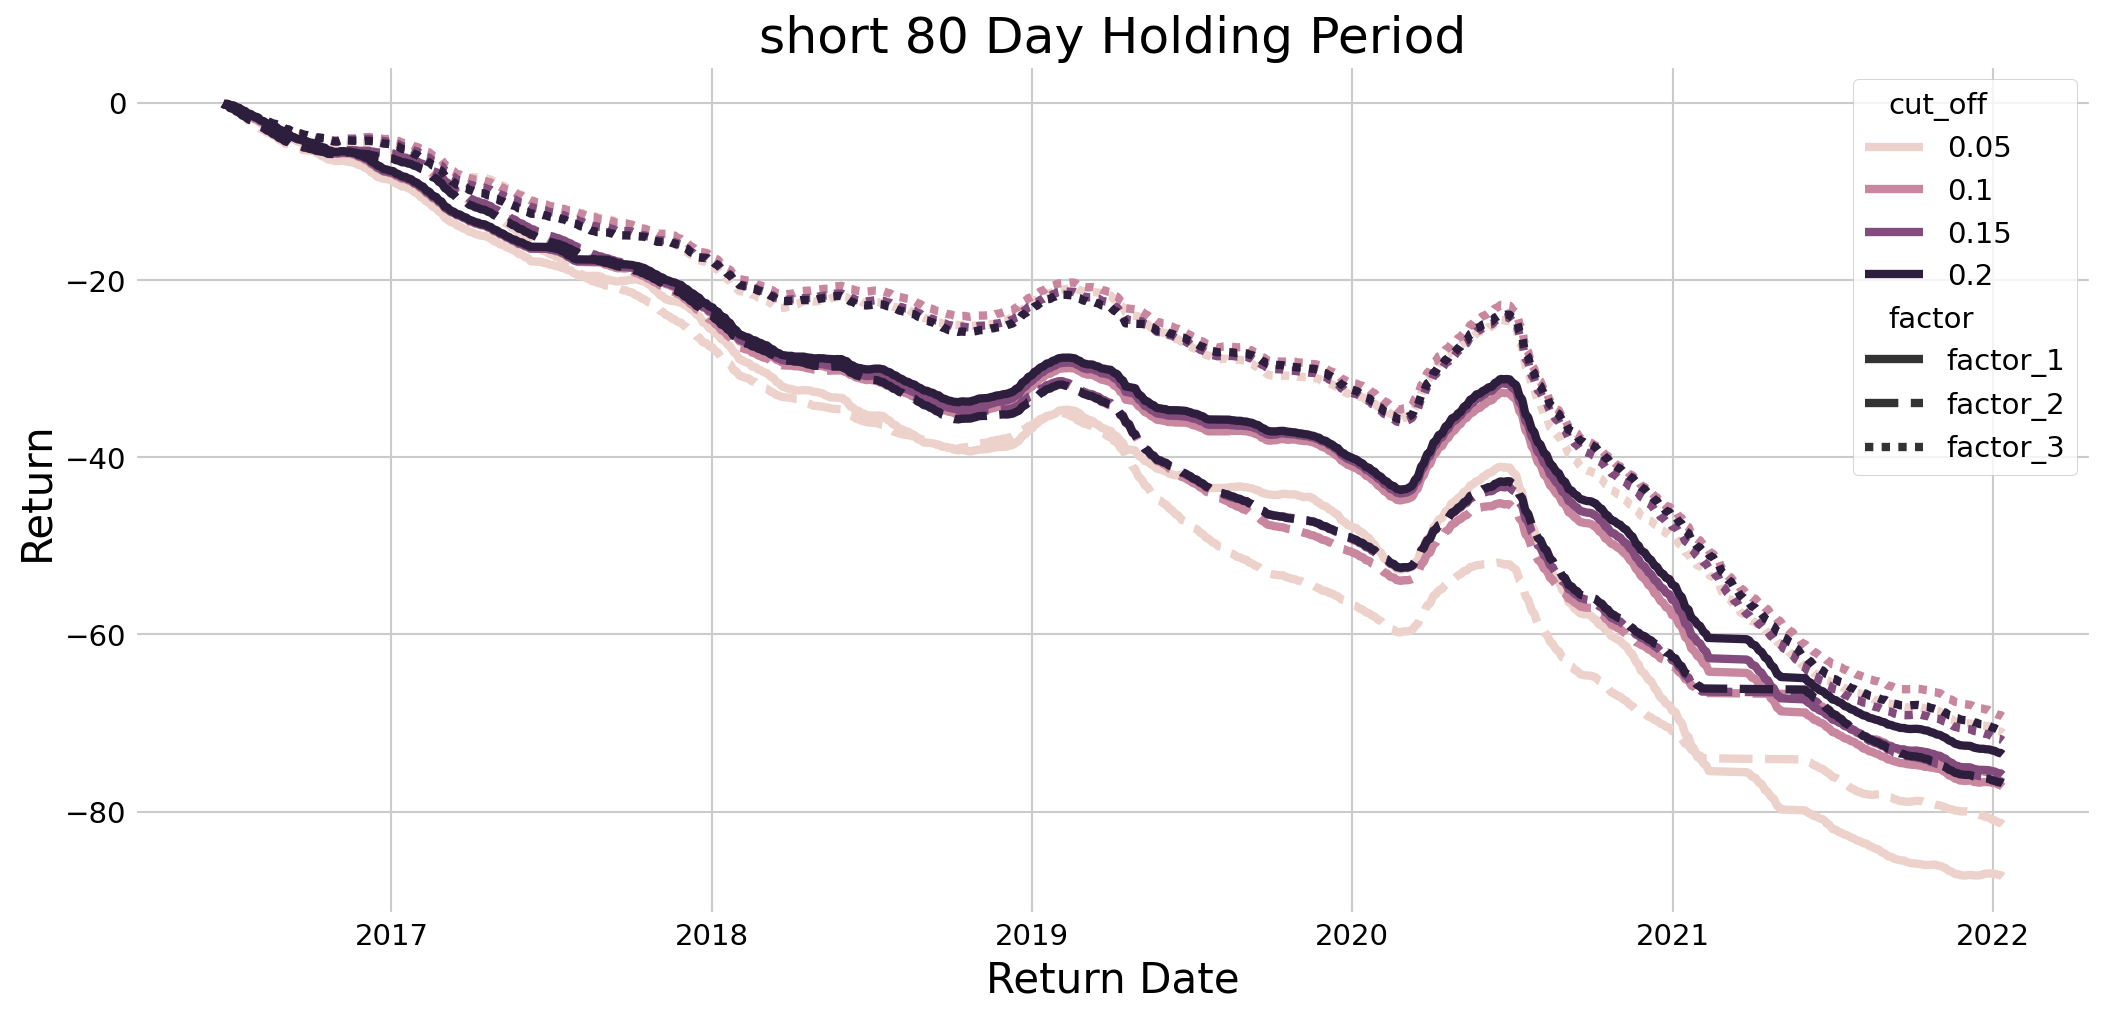 short 80 Day Holding Period
Return
0
−20
−40
−60
−80
cut_off
0.05
0.1
0.15
0.2
factor
factor_1
factor_2
factor_3
2017 2018 2019 2020 2021 2022
Return Date